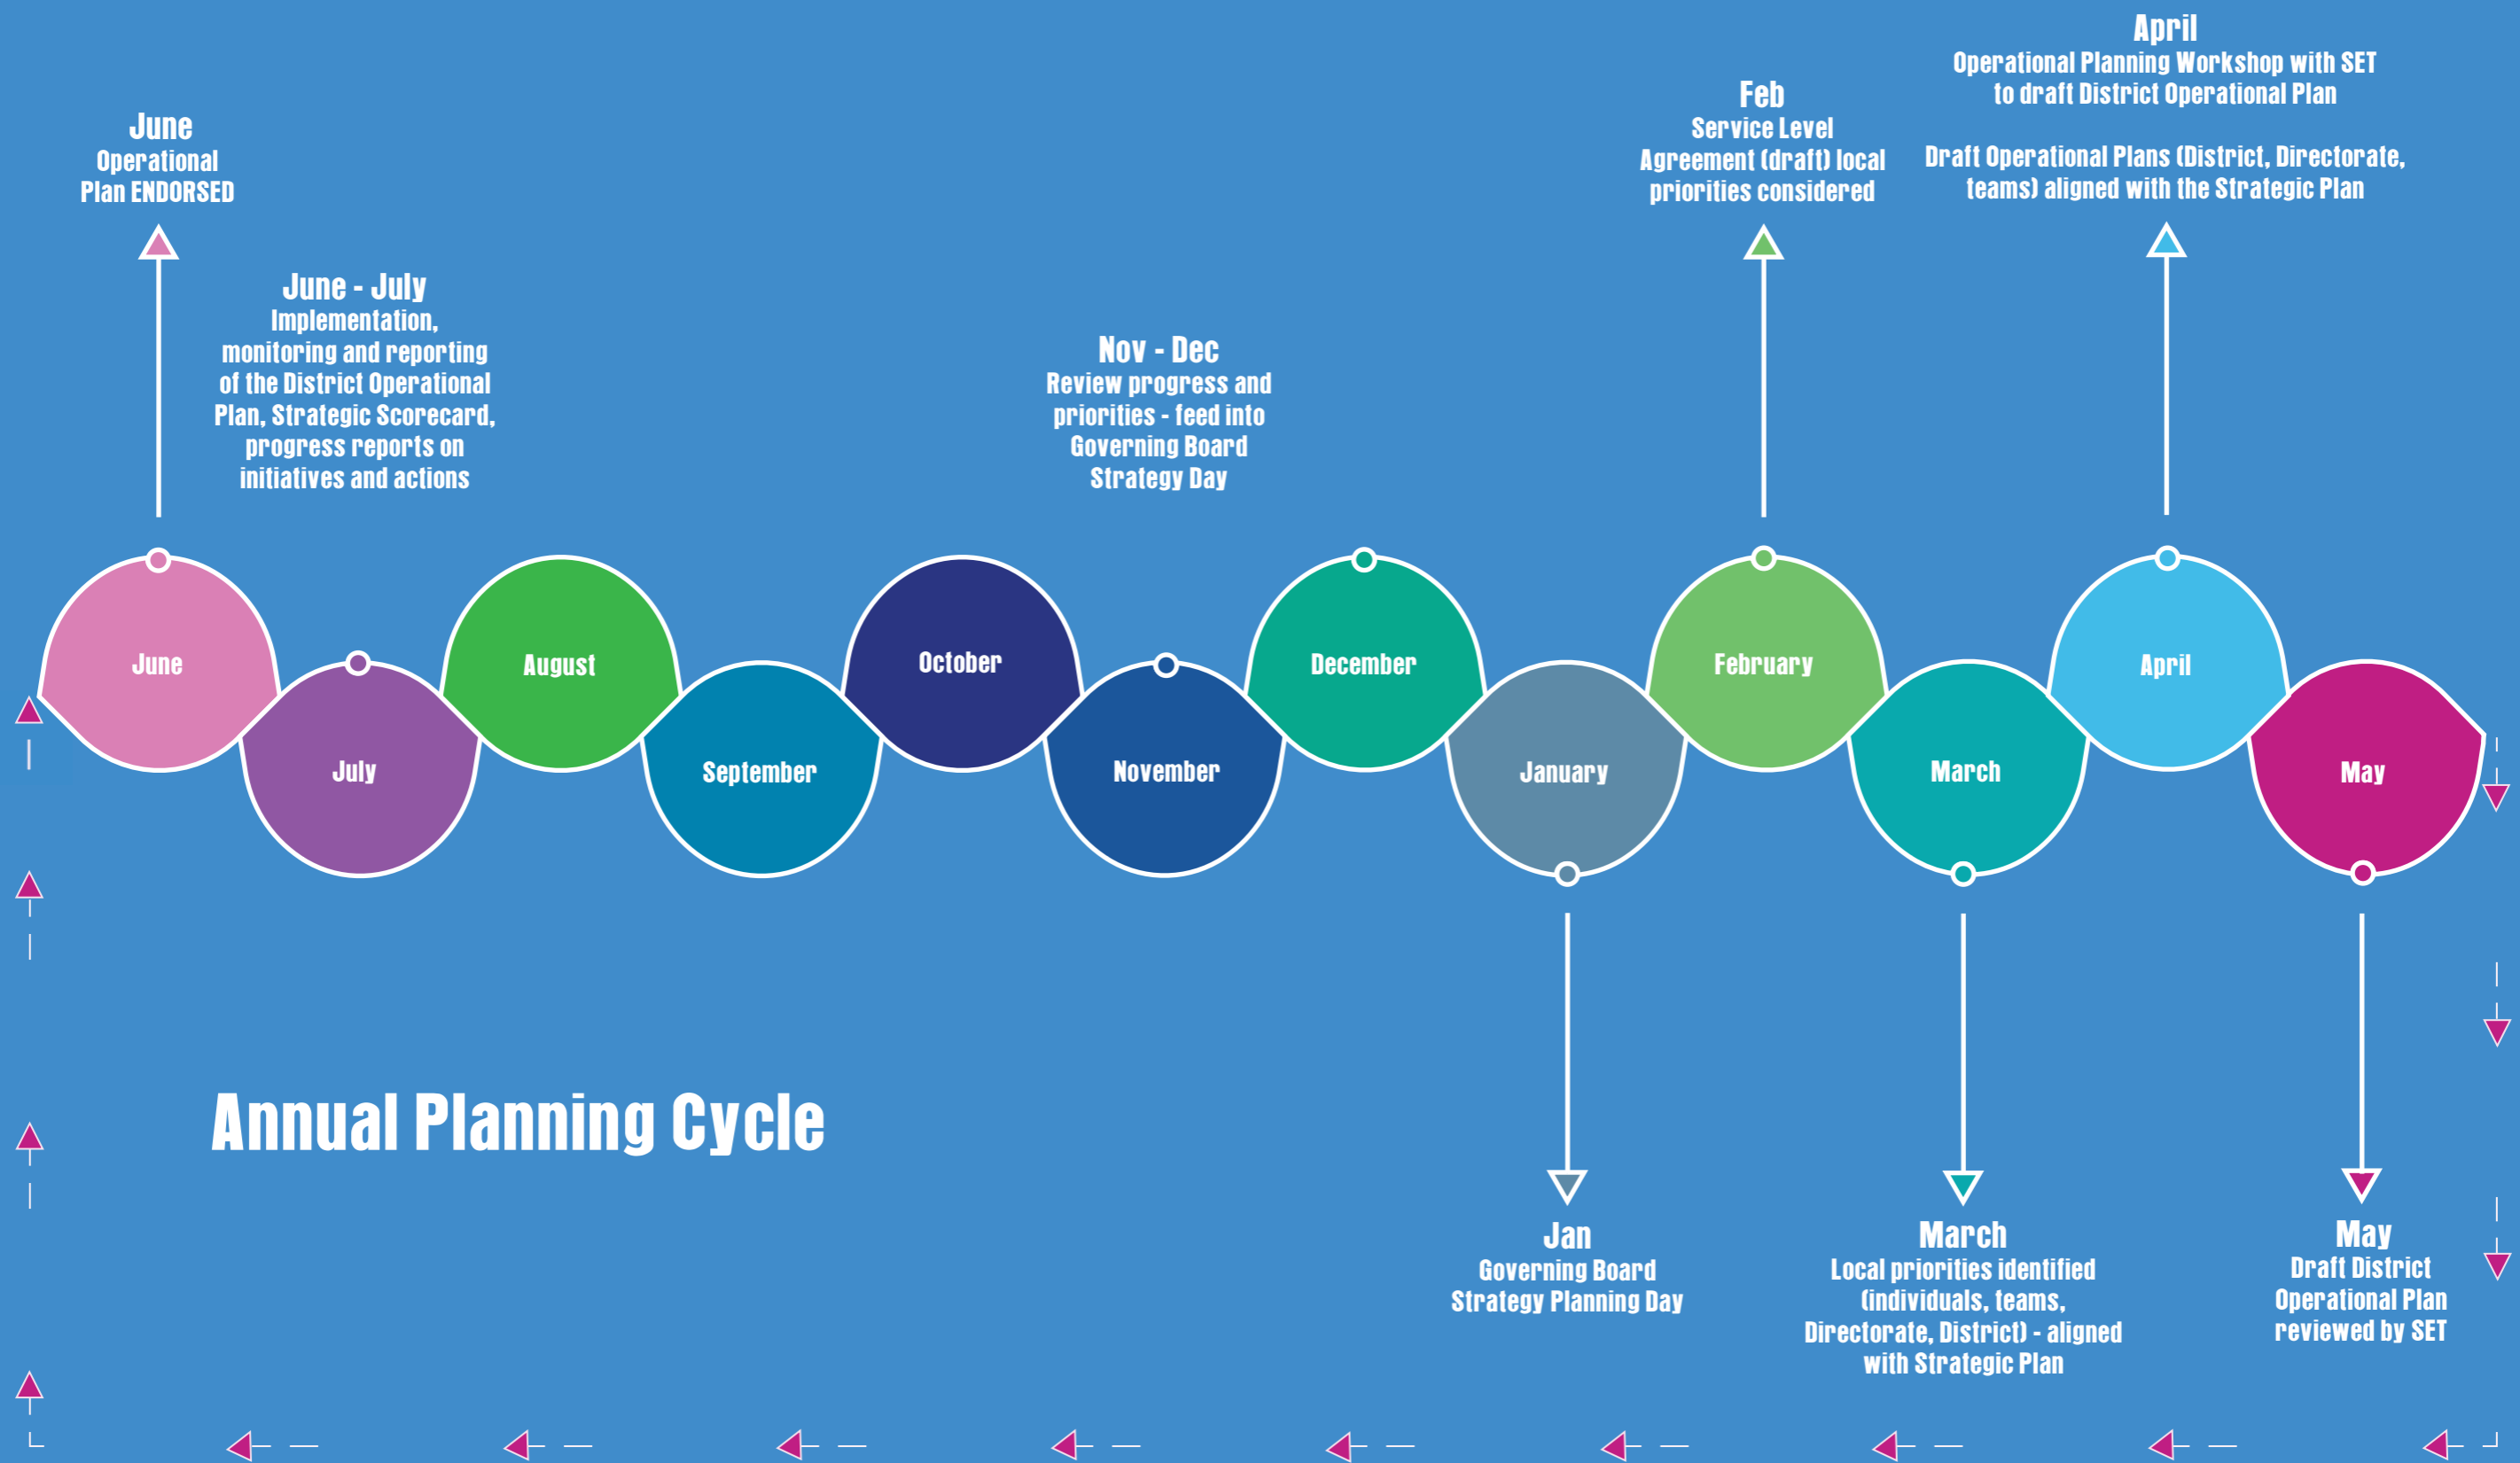 April
Operational Planning Workshop with SET
to draft District Operational Plan
Draft Operational Plans (District, Directorate,
teams) aligned with the Strategic Plan
Feb
Service Level
Agreement (draft) local
priorities considered
June
Operational
Plan ENDORSED
June - July
Implementation,
monitoring and reporting
of the District Operational
Plan, Strategic Scorecard,
progress reports on
initiatives and actions
Nov - Dec
Review progress and
priorities - feed into
Governing Board
Strategy Day
June
July
August
September
October
November
December
January
February
March
April
May
Annual Planning Cycle
Jan
Governing Board
Strategy Planning Day
March
Local priorities identified
(individuals, teams,
Directorate, District) - aligned
with Strategic Plan
May
Draft District
Operational Plan
reviewed by SET